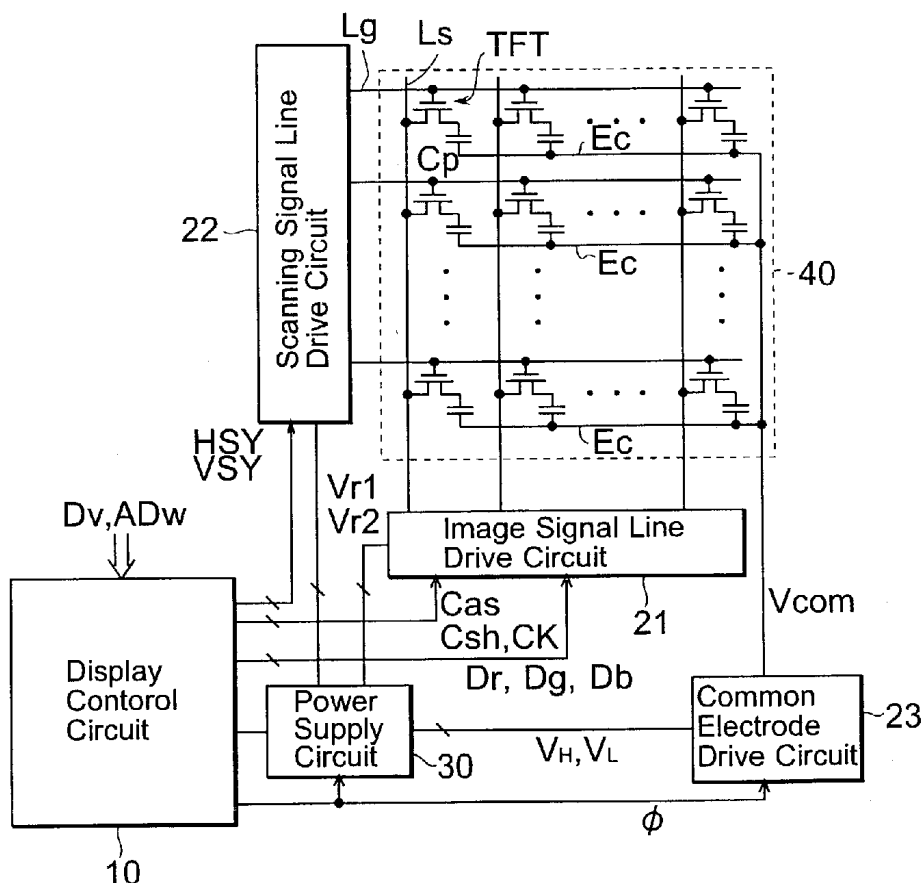 Lg
Ls
TFT
Scanning Signal Line
Drive Circuit
22
Cp
Ec
Ec
40
Ec
HSY
VSY
Vr1
Vr2
Dv,ADw
Image Signal Line
Drive Circuit
21
Vcom
Cas
Csh,CK
Dr, Dg, Db
Display
Contorol
Circuit
Power
Supply
Circuit
30
VH,VL
Common
Electrode
Drive Circuit
23
ϕ
10